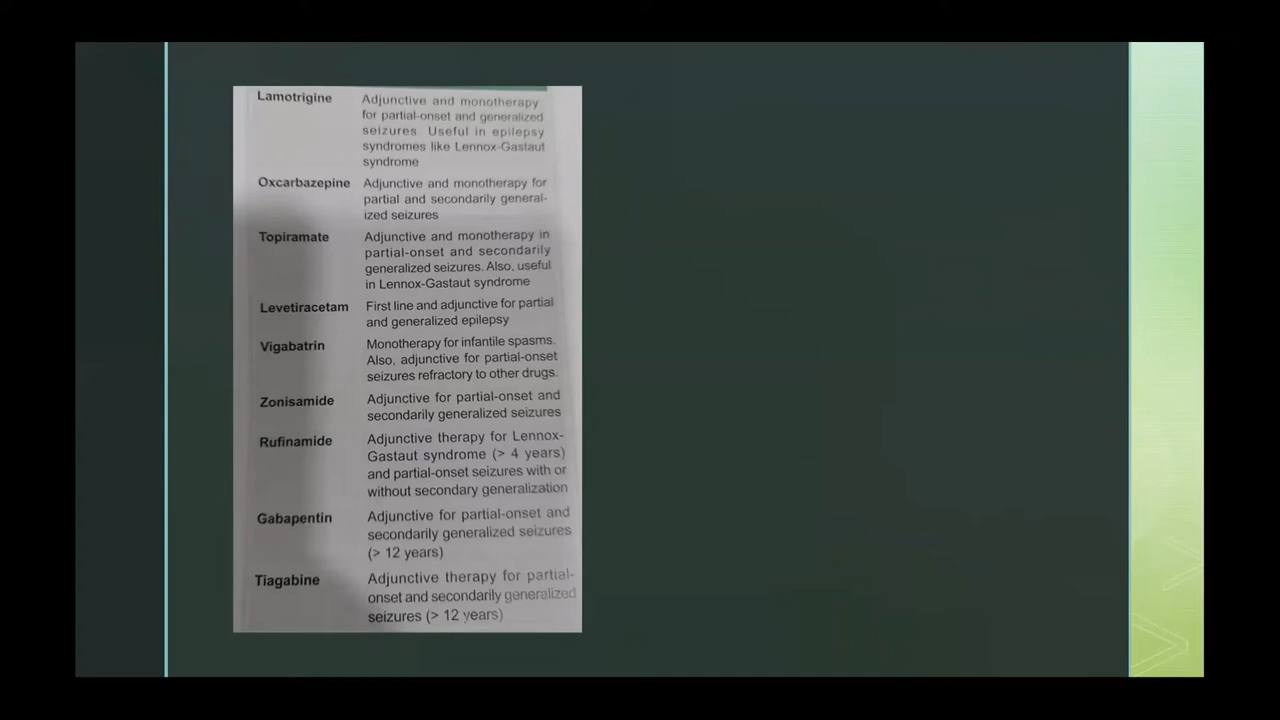 Lamotrigine Adjunctive and monotherapy
for partial-onset and generalized
seizures. Useful in epilepsy
syndromes like Lennox-Gastaut
syndrome
Oxcarbazepine Adjunctive and monotherapy for
partial and secondarily general-
ized seizures
Topiramate Adjunctive and monotherapy in
partial-onset and secondarily
generalized seizures. Also, useful
in Lennox-Gastaut syndrome
Levetiracetam First line and adjunctive for partial
and generalized epilepsy
Vigabatrin Monotherapy for infantile spasms.
Also, adjunctive for partial-onset
seizures refractory to other drugs.
Zonisamide Adjunctive for partial-onset and
secondarily generalized seizures
Rufinamide Adjunctive therapy for Lennox-
Gastaut syndrome (> 4 years)
and partial-onset seizures with or
without secondary generalization
Gabapentin Adjunctive for partial-onset and
secondarily generalized seizures
(> 12 years)
Tiagabine Adjunctive therapy for partial-
onset and secondarily generalized
seizures (> 12 years)